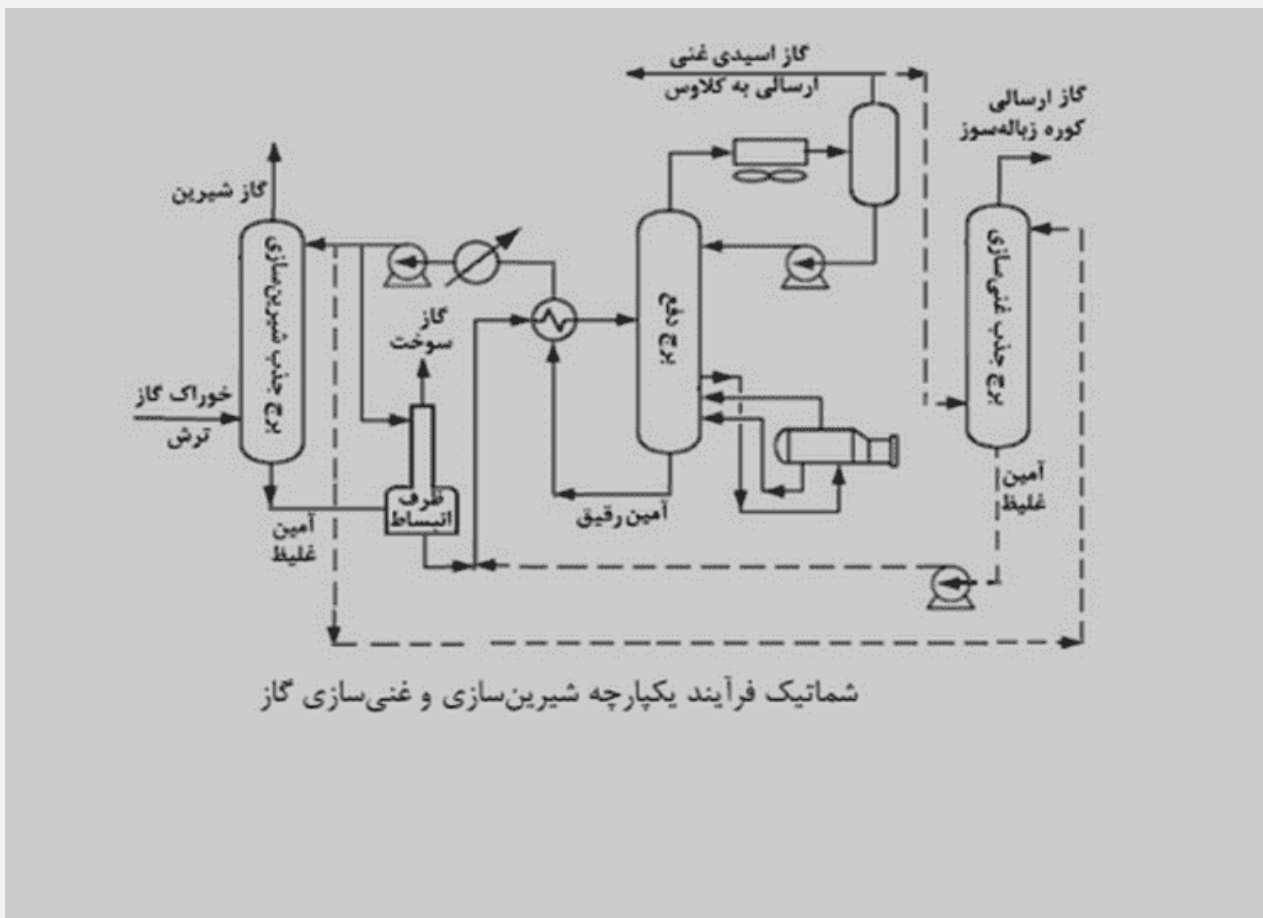 گاز اسیدی غنی
ارسالی به کلاوس
گاز ارسالی
کوره زباله‌سوز
گاز شیرین
برج جذب شیرین‌سازی
گاز
سوخت
برج دفع
برج جذب غنی‌سازی
خوراک گاز
ترش
ظرف
انبساط
آمین
غلیظ
آمین رقیق
آمین
غلیظ
شماتیک فرآیند یکپارچه شیرین‌سازی و غنی‌سازی گاز